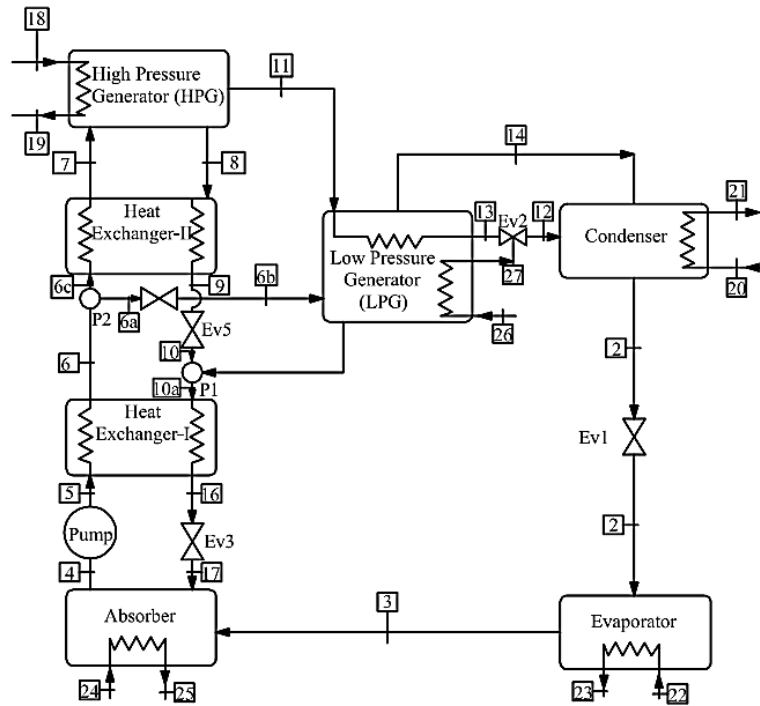 18
High Pressure
Generator (HPG)
11
19
7
8
14
21
Heat
Exchanger-II
13
Ev2
12
Condenser
Low Pressure
Generator
(LPG)
27
6c
9
6b
P2
6a
20
26
Ev5
6
10
2
10a
P1
Heat
Exchanger-I
Ev1
5
16
Pump
Ev3
2
4
17
3
Absorber
Evaporator
24
25
23
22